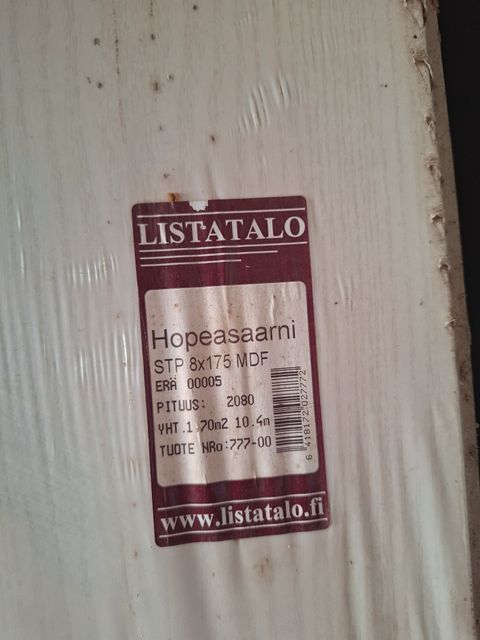 LISTATALO
Hopeasaarni
STP 8x175 MDF
ERÄ 00005
PITUUS: 2080
YHT.1,70m2 10.4m
TUOTE NRo:777-00
6 418172 027772
www.listatalo.fi